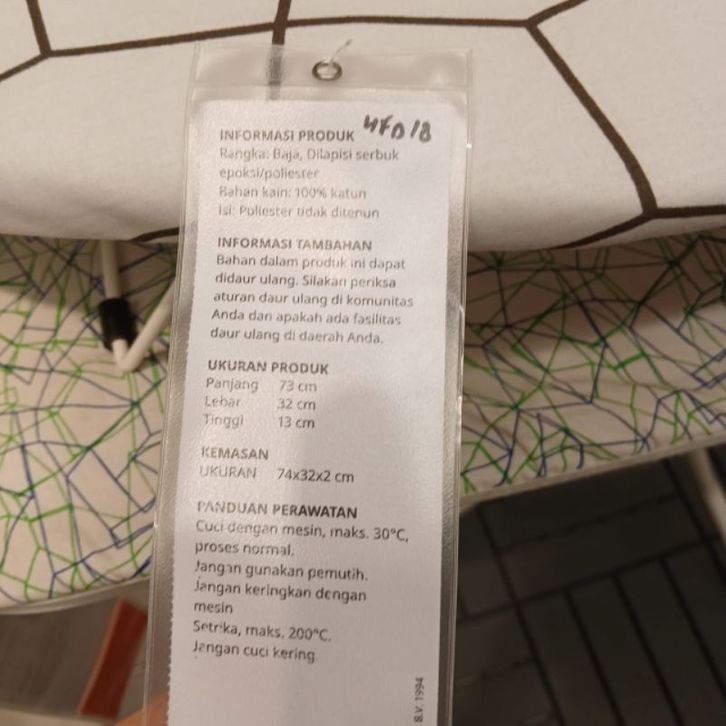 INFORMASI PRODUK
Rangka: Baja, Dilapisi serbuk
epoksi/poliester
Bahan kain: 100% katun
Isi: Poliester tidak ditenun
INFORMASI TAMBAHAN
Bahan dalam produk ini dapat
didaur ulang. Silakan periksa
aturan daur ulang di komunitas
Anda dan apakah ada fasilitas
daur ulang di daerah Anda.
UKURAN PRODUK
Panjang 73 cm
Lebar 32 cm
Tinggi 13 cm
KEMASAN
UKURAN 74x32x2 cm
PANDUAN PERAWATAN
Cuci dengan mesin, maks. 30°C,
proses normal.
Jangan gunakan pemutih.
Jangan keringkan dengan
mesin
Setrika, maks. 200°C.
Jangan cuci kering.
B.V. 1994